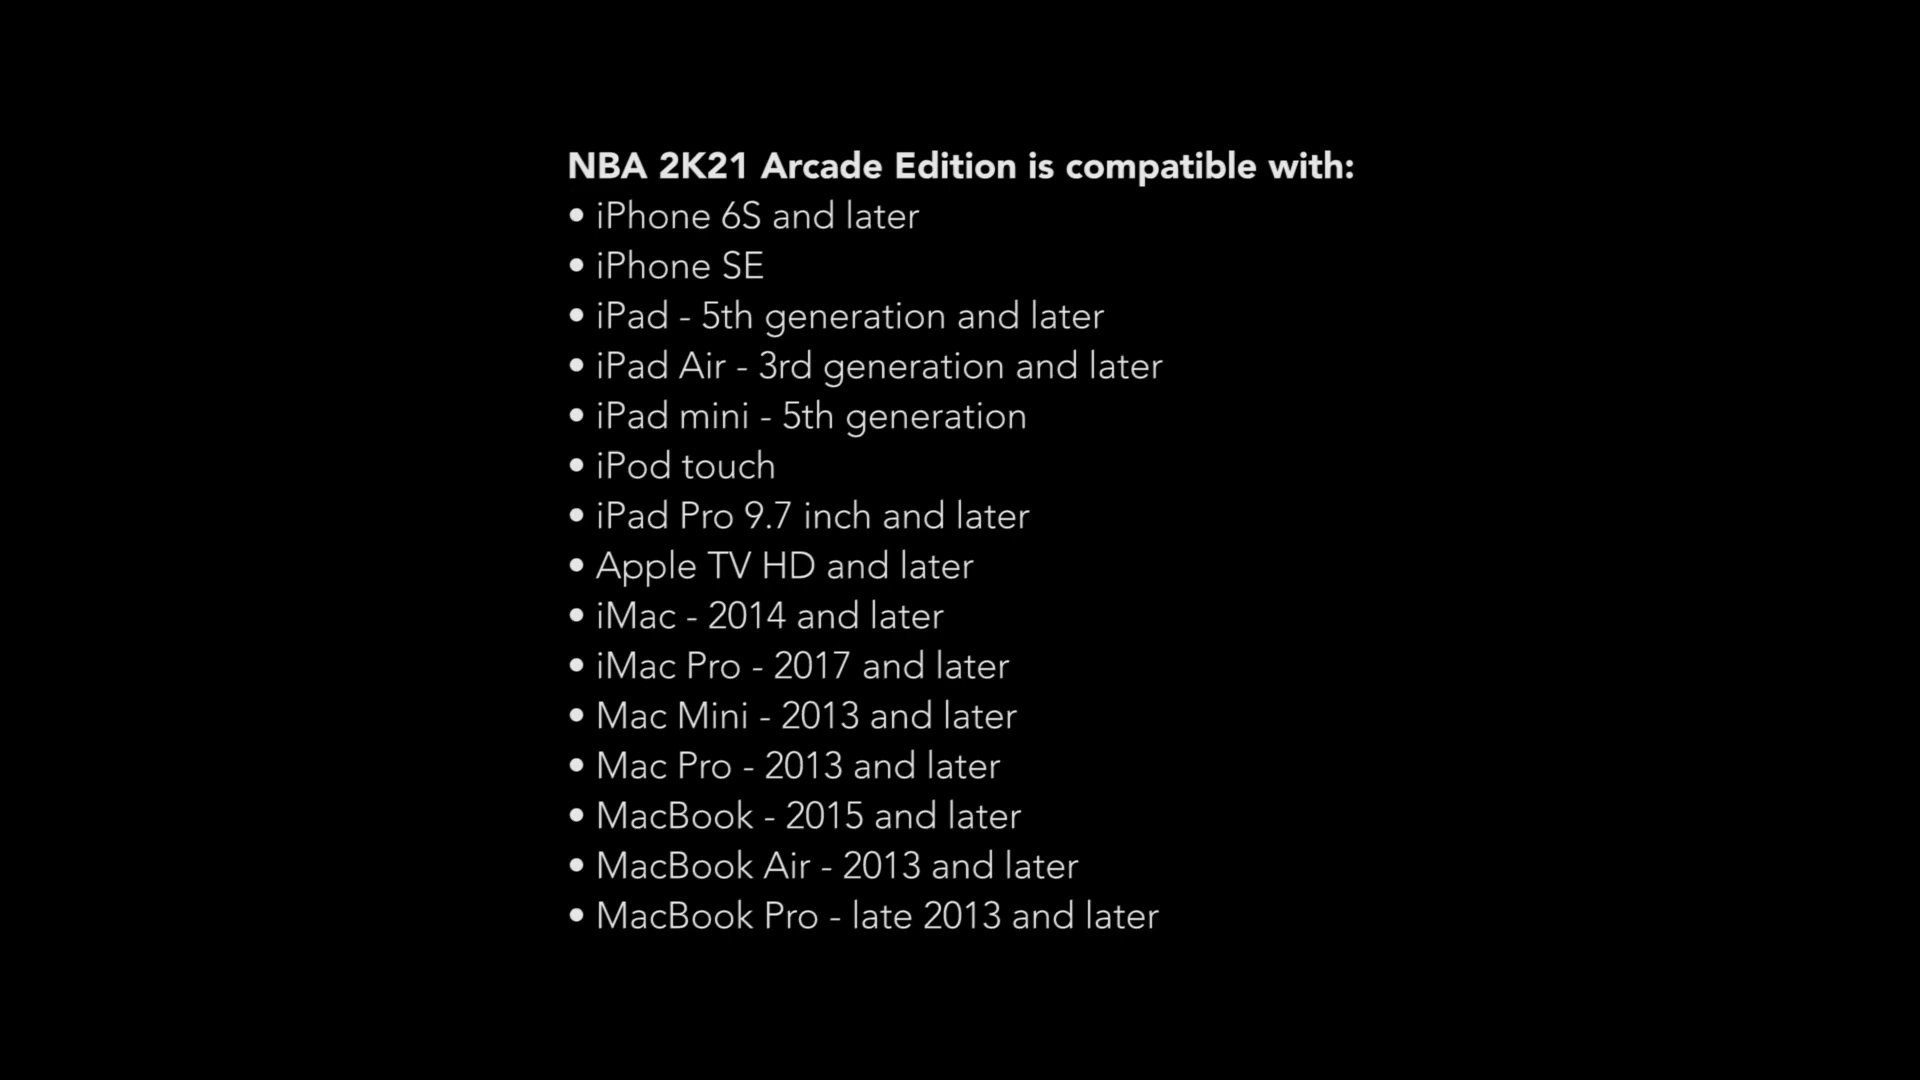 NBA 2K21 Arcade Edition is compatible with:
• iPhone 6S and later
• iPhone SE
• iPad - 5th generation and later
• iPad Air - 3rd generation and later
• iPad mini - 5th generation
• iPod touch
• iPad Pro 9.7 inch and later
• Apple TV HD and later
• iMac - 2014 and later
• iMac Pro - 2017 and later
• Mac Mini - 2013 and later
• Mac Pro - 2013 and later
• MacBook - 2015 and later
• MacBook Air - 2013 and later
• MacBook Pro - late 2013 and later